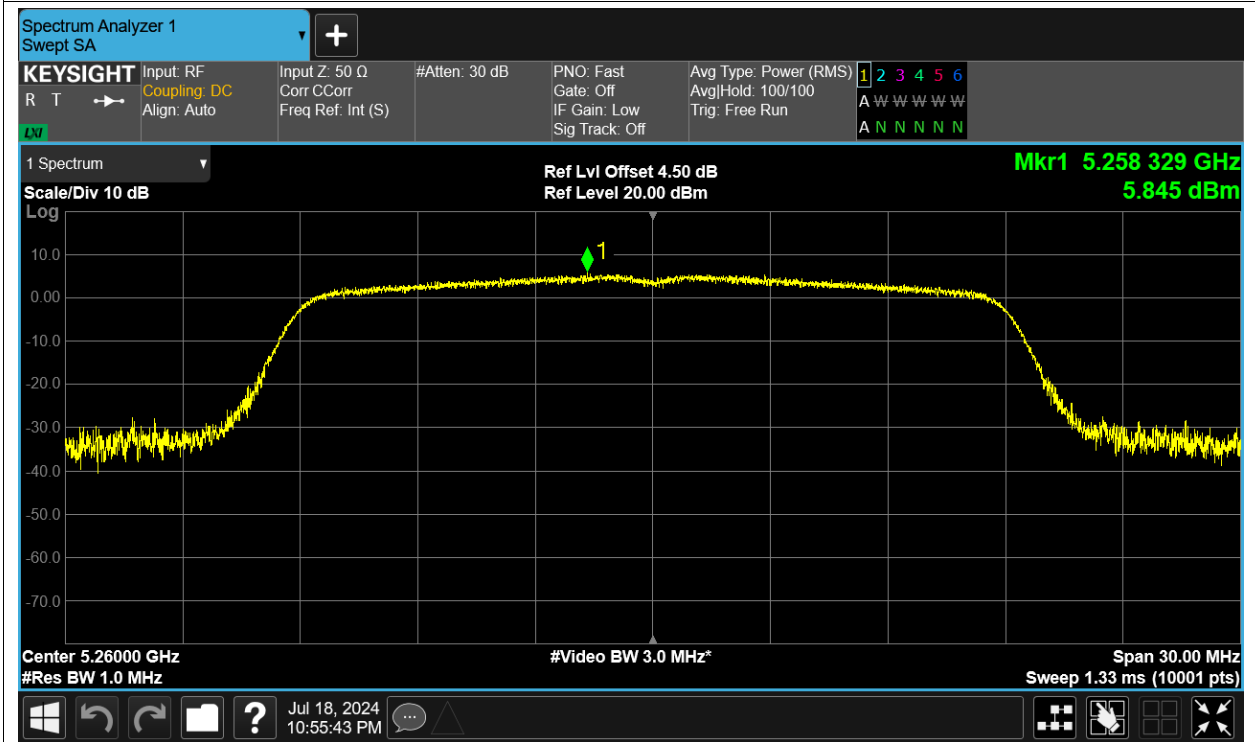 Spectrum Analyzer 1
Swept SA
KEYSIGHT
R T
LXI
Input: RF
Coupling: DC
Align: Auto
Input Z: 50 Ω
Corr CCorr
Freq Ref: Int (S)
#Atten: 30 dB
PNO: Fast
Gate: Off
IF Gain: Low
Sig Track: Off
Avg Type: Power (RMS)
Avg|Hold: 100/100
Trig: Free Run
1 2 3 4 5 6
A W W W W W
A N N N N N
1 Spectrum
Scale/Div 10 dB
Log
Ref Lvl Offset 4.50 dB
Ref Level 20.00 dBm
Mkr1 5.258 329 GHz
5.845 dBm
1
10.0
0.00
-10.0
-20.0
-30.0
-40.0
-50.0
-60.0
-70.0
Center 5.26000 GHz
#Res BW 1.0 MHz
#Video BW 3.0 MHz*
Span 30.00 MHz
Sweep 1.33 ms (10001 pts)
?
Jul 18, 2024
10:55:43 PM